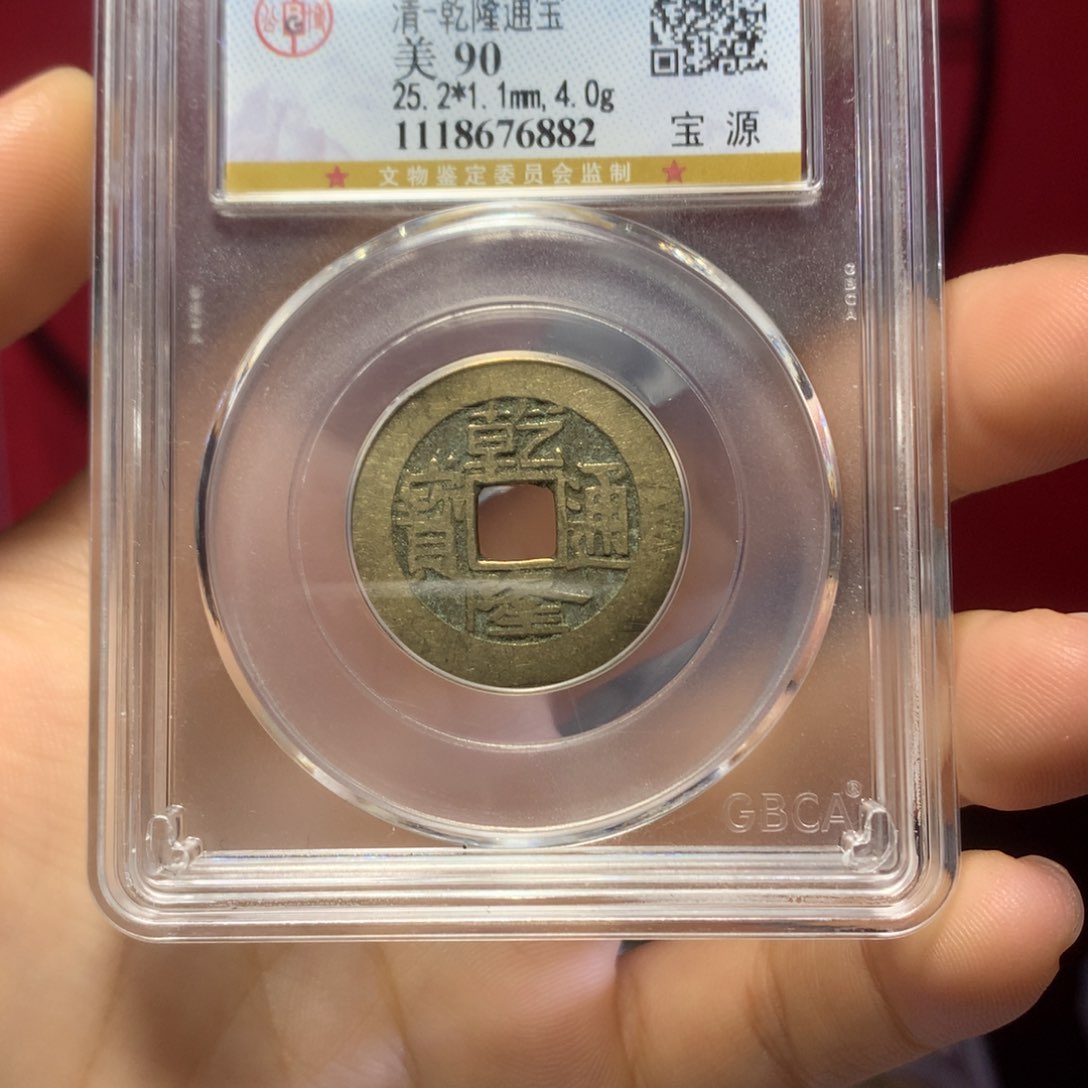 清-乾隆通宝
美 90
25.2*1.1mm,4.0g
1118676882
宝 源
★ 文物鉴定委员会监制 ★
乾隆通寶
GBCA®
GBCA